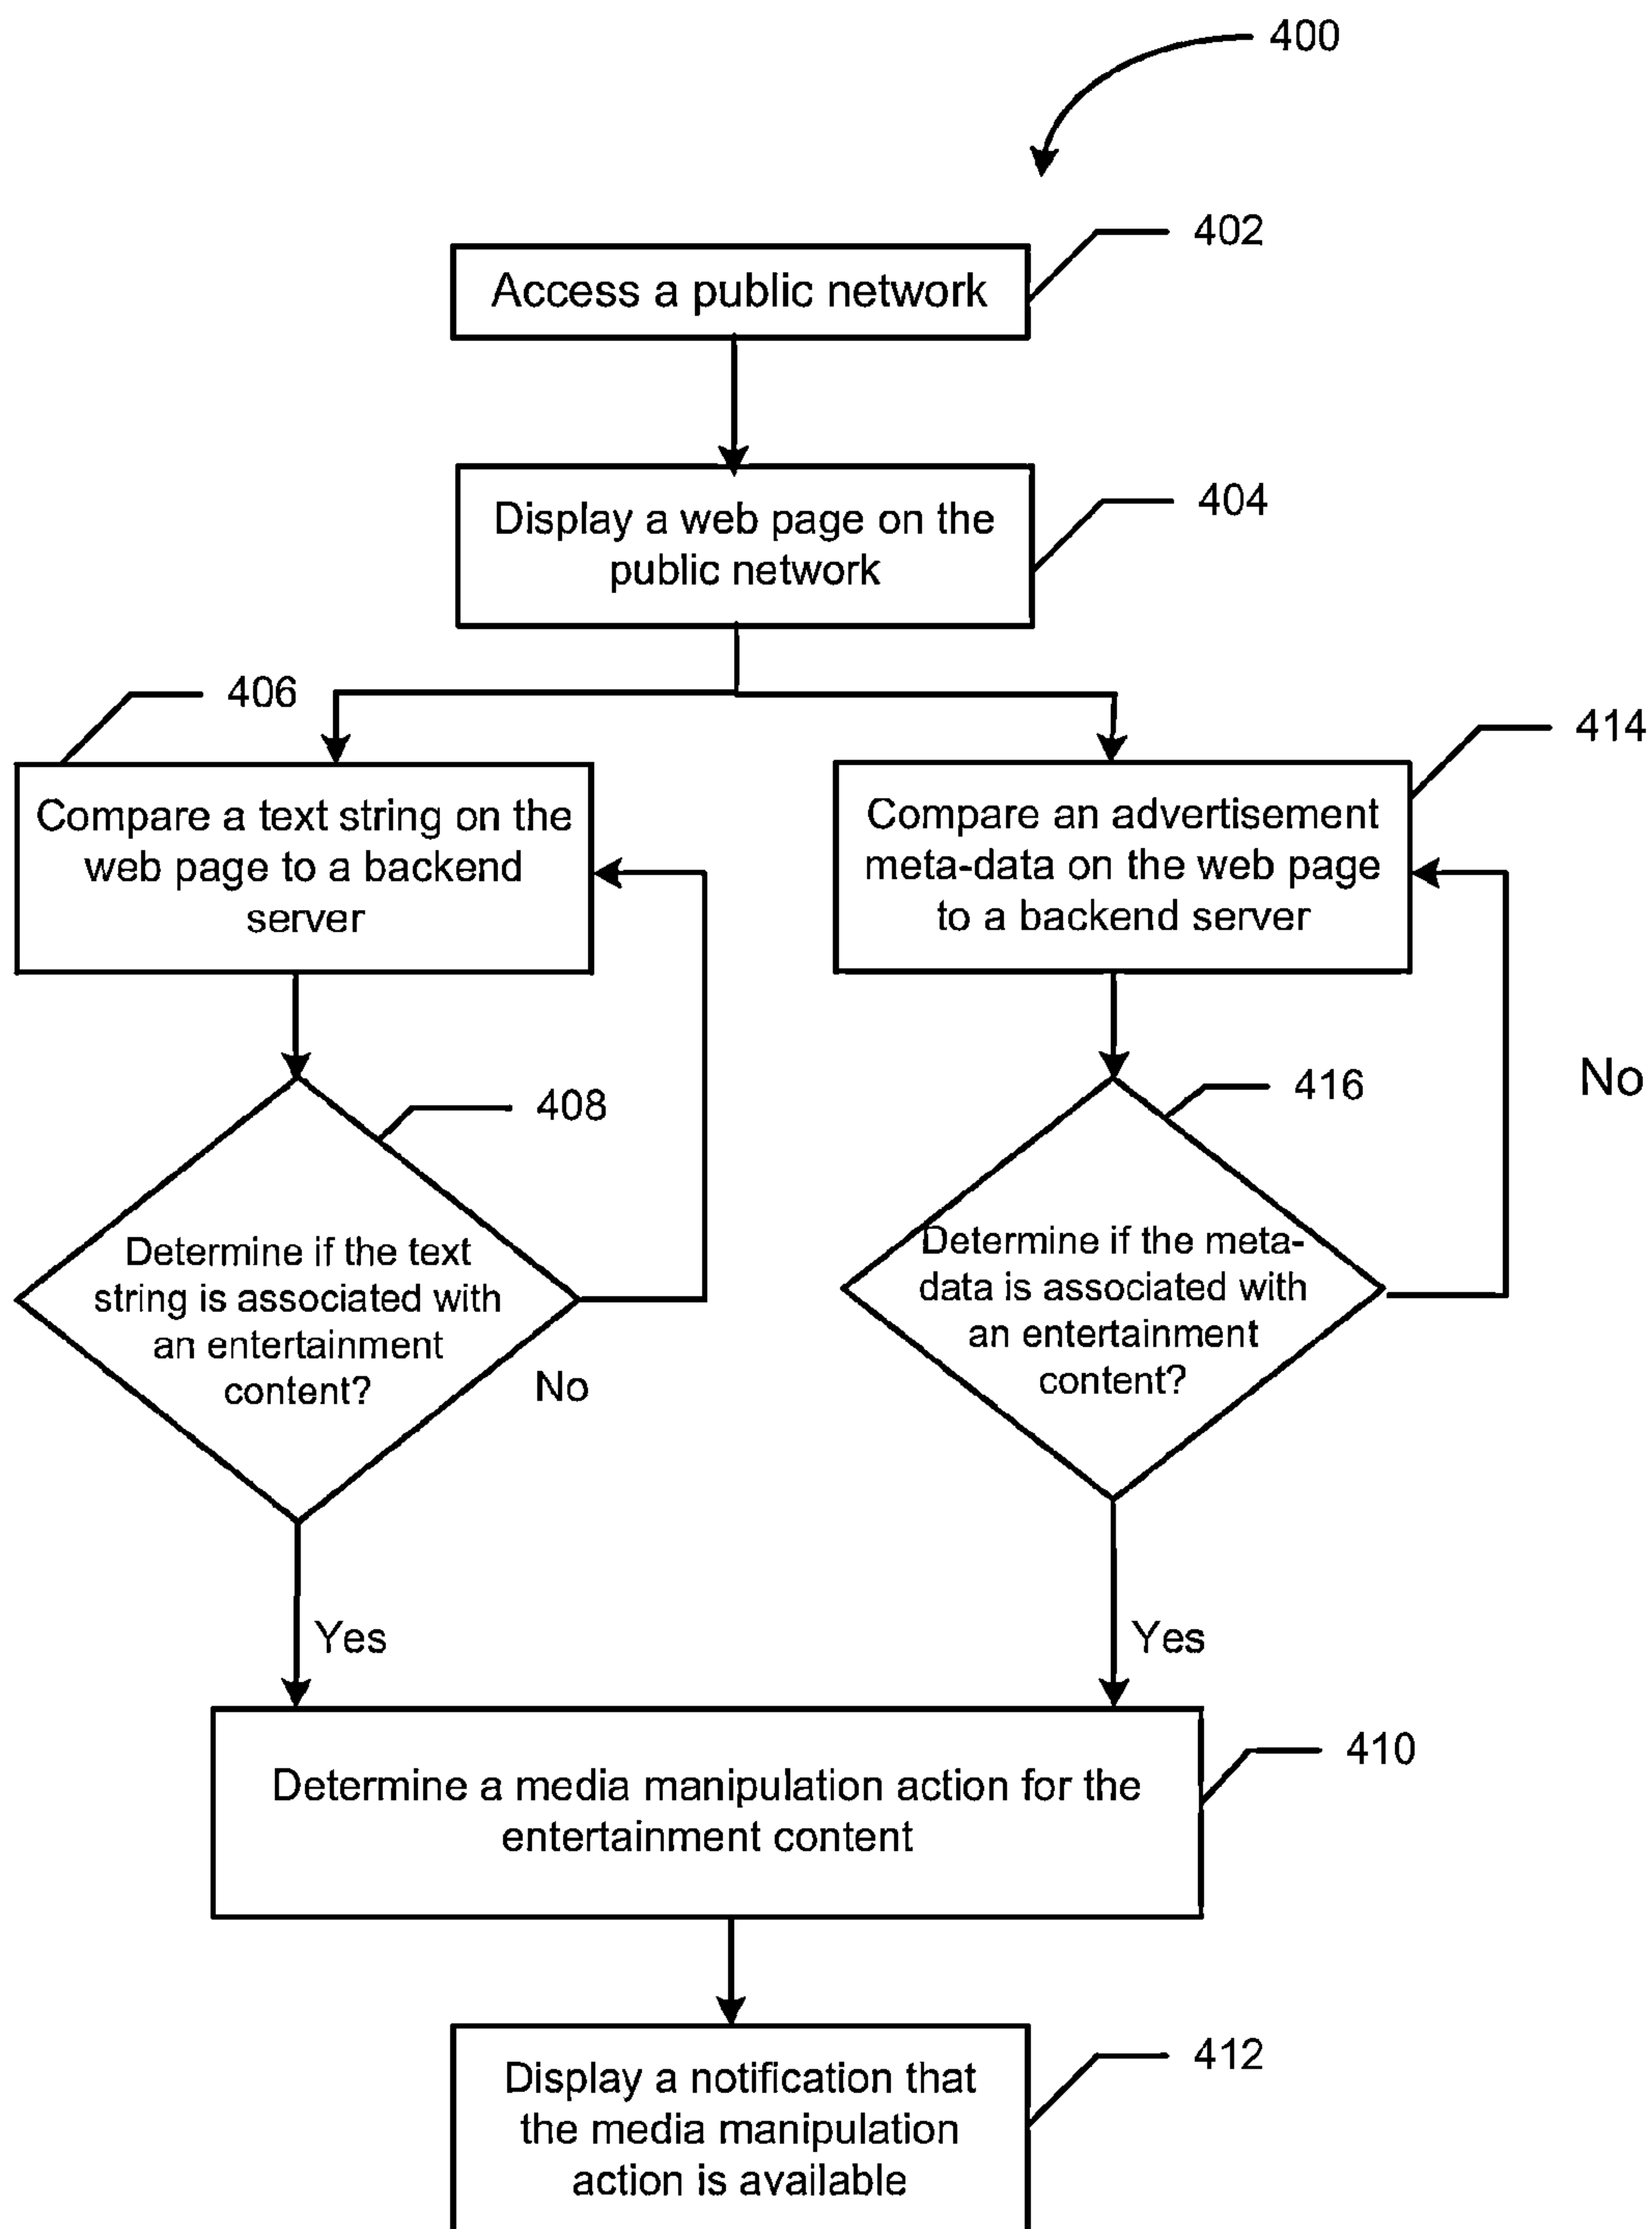 400
402
Access a public network
404
Display a web page on the
public network
406
Compare a text string on the
web page to a backend
server
414
Compare an advertisement
meta-data on the web page
to a backend server
No
408
Determine if the text
string is associated with
an entertainment
content?
No
416
Determine if the meta-
data is associated with
an entertainment
content?
Yes
Yes
410
Determine a media manipulation action for the
entertainment content
412
Display a notification that
the media manipulation
action is available